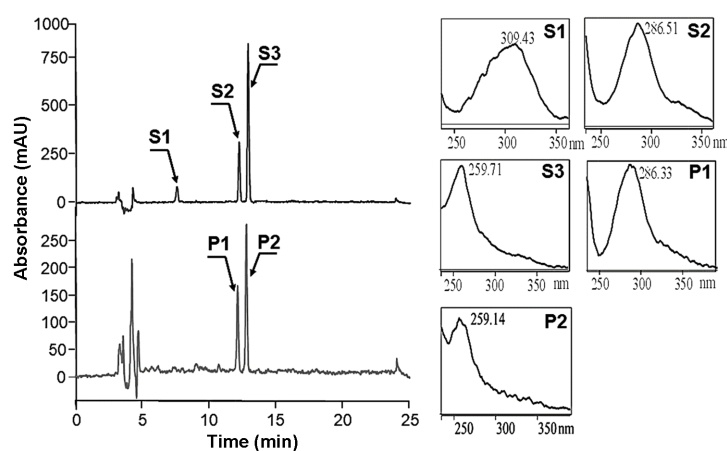 1000
750
500
250
0
S1
S2
S3
Absorbance (mAU)
250
200
150
100
50
0
P1
P2
0 5 10 15 20 25
Time (min)
309.43
S1
250 300 350
286.51
S2
250 300 350 nm
259.71
S3
250 300 350 nm
286.33
P1
250 300 350 nm
259.14
P2
250 300 350 nm